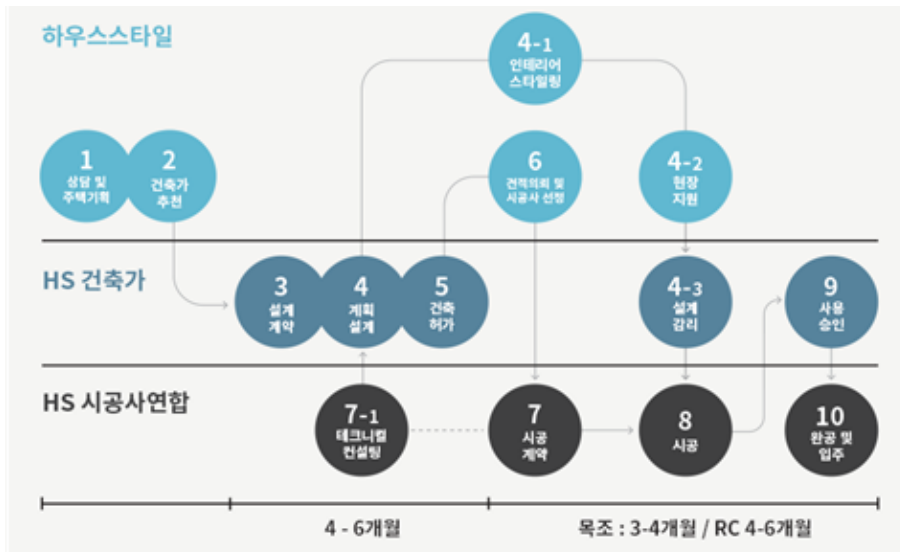 하우스스타일
4-1
인테리어
스타일링
1
상담 및
주택기획
2
건축가
추천
6
견적의뢰 및
시공사 선정
4-2
현장
지원
HS 건축가
3
설계
계약
4
계획
설계
5
건축
허가
4-3
설계
감리
9
사용
승인
HS 시공사연합
7-1
테크니컬
컨설팅
7
시공
계약
8
시공
10
완공 및
입주
4 - 6개월
목조 : 3-4개월 / RC 4-6개월